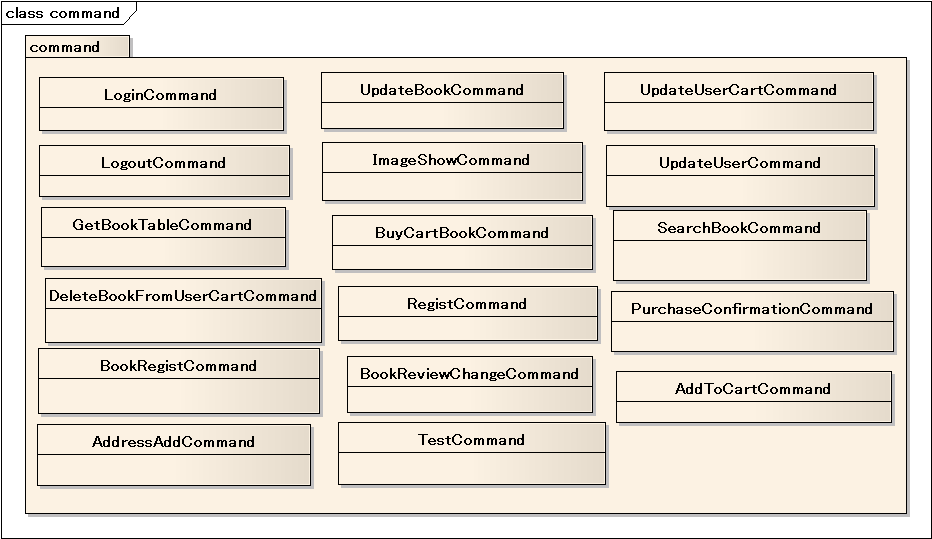 class command
command
LoginCommand
UpdateBookCommand
UpdateUserCartCommand
LogoutCommand
ImageShowCommand
UpdateUserCommand
GetBookTableCommand
BuyCartBookCommand
SearchBookCommand
DeleteBookFromUserCartCommand
RegistCommand
PurchaseConfirmationCommand
BookRegistCommand
BookReviewChangeCommand
AddToCartCommand
AddressAddCommand
TestCommand